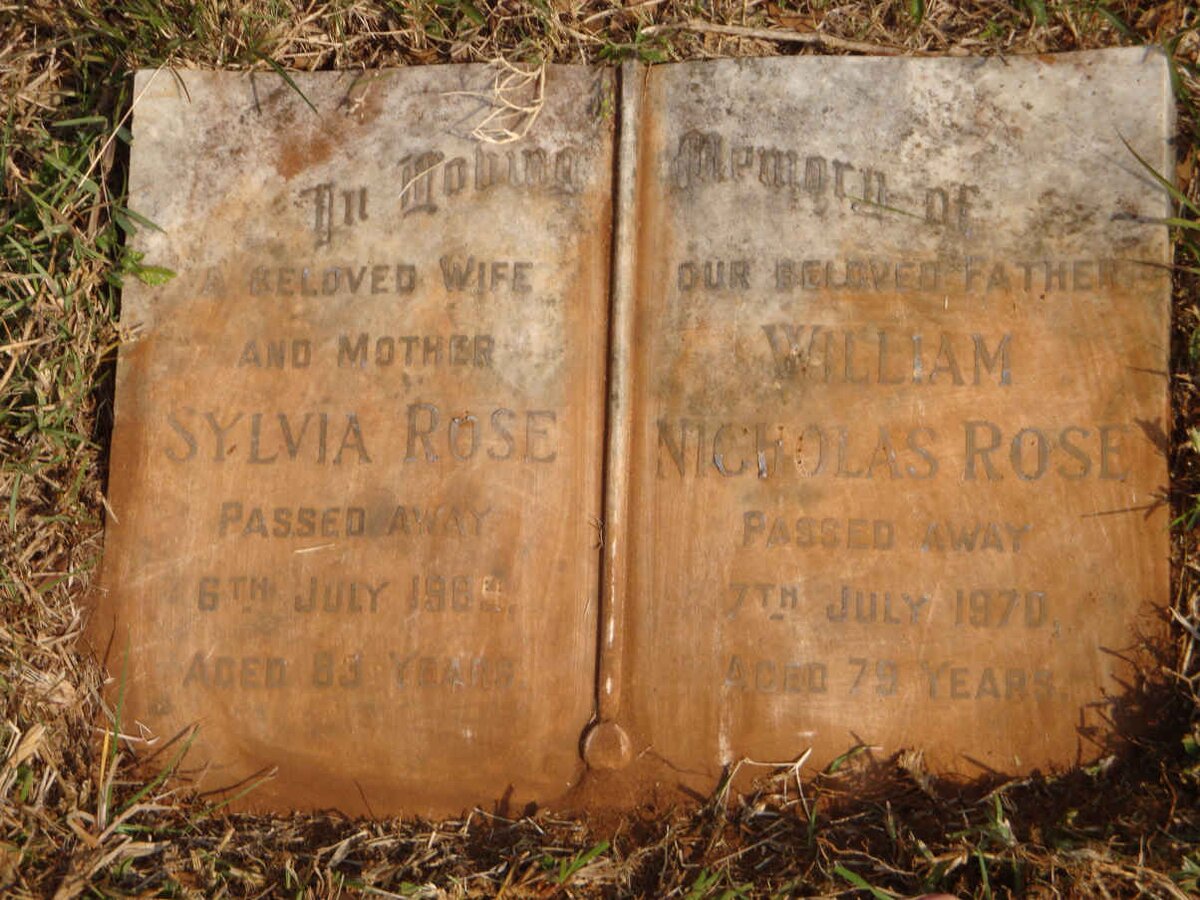 In Loving Memory of
A BELOVED WIFE
AND MOTHER
SYLVIA ROSE
PASSED AWAY
6TH JULY
AGED 83 YEARS.
OUR BELOVED FATHER
WILLIAM
NICHOLAS ROSE
PASSED AWAY
7TH JULY 1970,
AGED 79 YEARS.